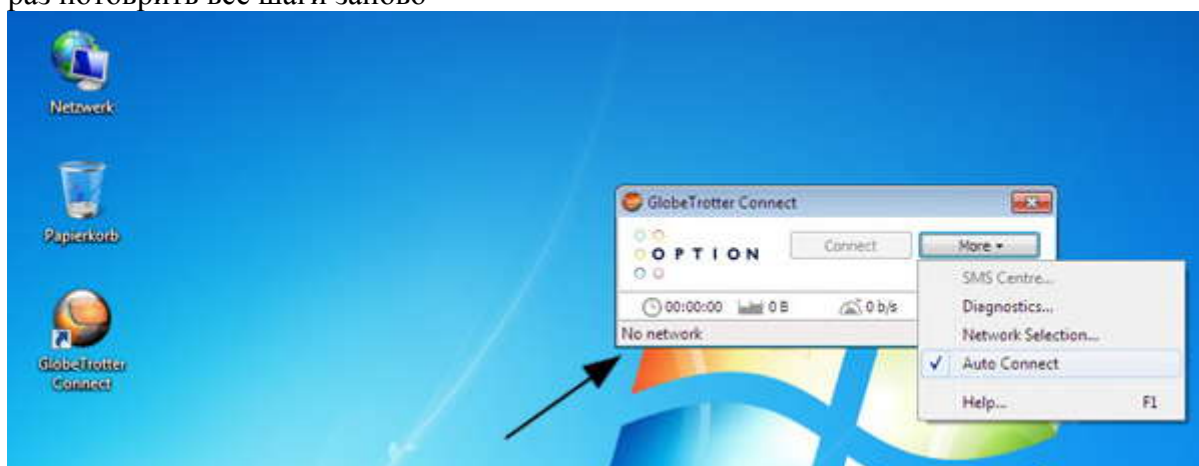 раз потоврить все шаги заново
Netzwerk
Papierkorb
GlobeTrotter
Connect
GlobeTrotter Connect
OPTION
Connect
More
00:00:00
0 B
0 b/s
No network
SMS Centre...
Diagnostics...
Network Selection...
Auto Connect
Help... F1